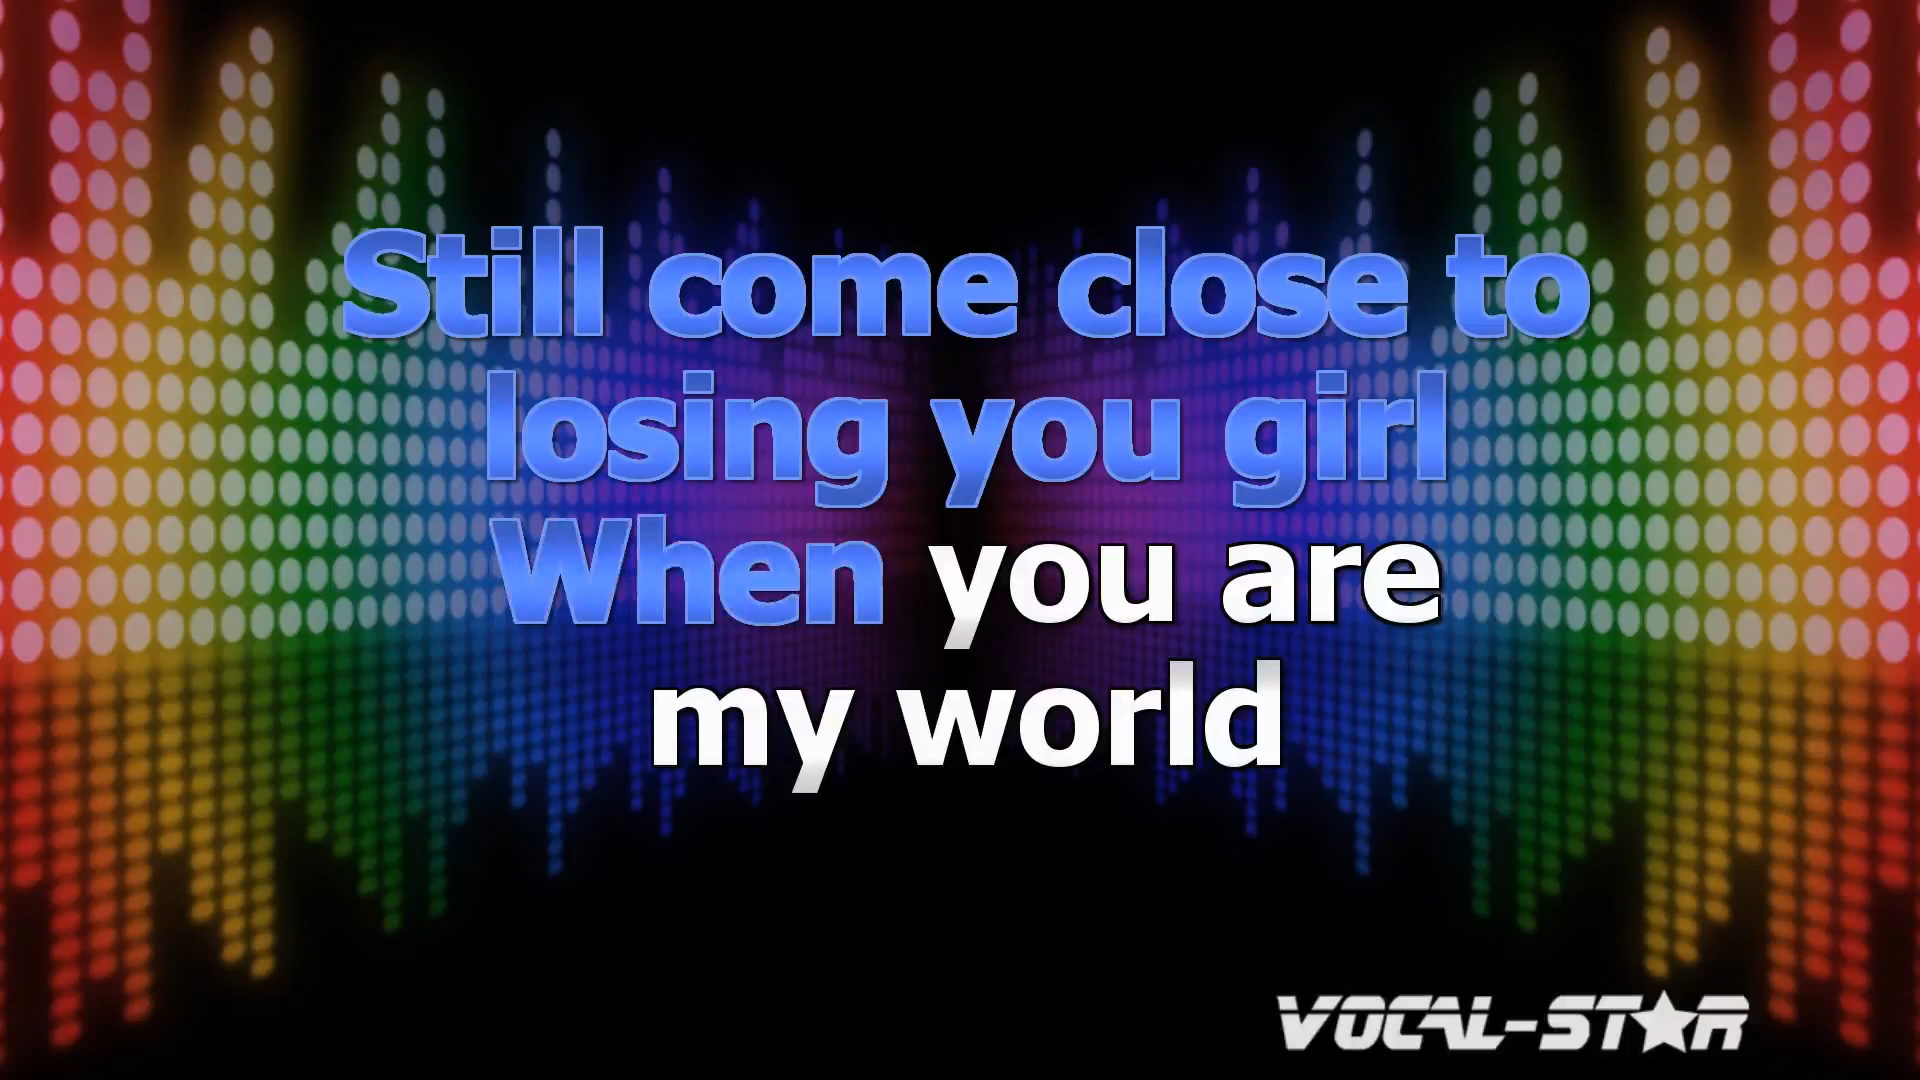 Still come close to
losing you girl
When you are
my world
VOCAL-STAR